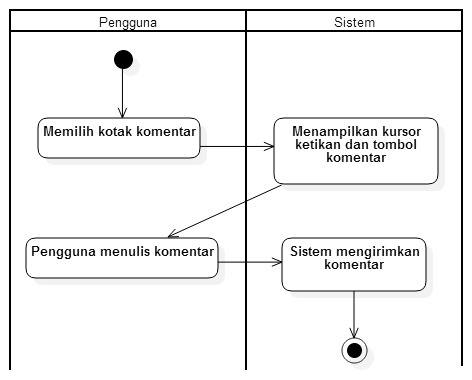 Pengguna
Sistem
Memilih kotak komentar
Menampilkan kursor
ketikan dan tombol
komentar
Pengguna menulis komentar
Sistem mengirimkan
komentar